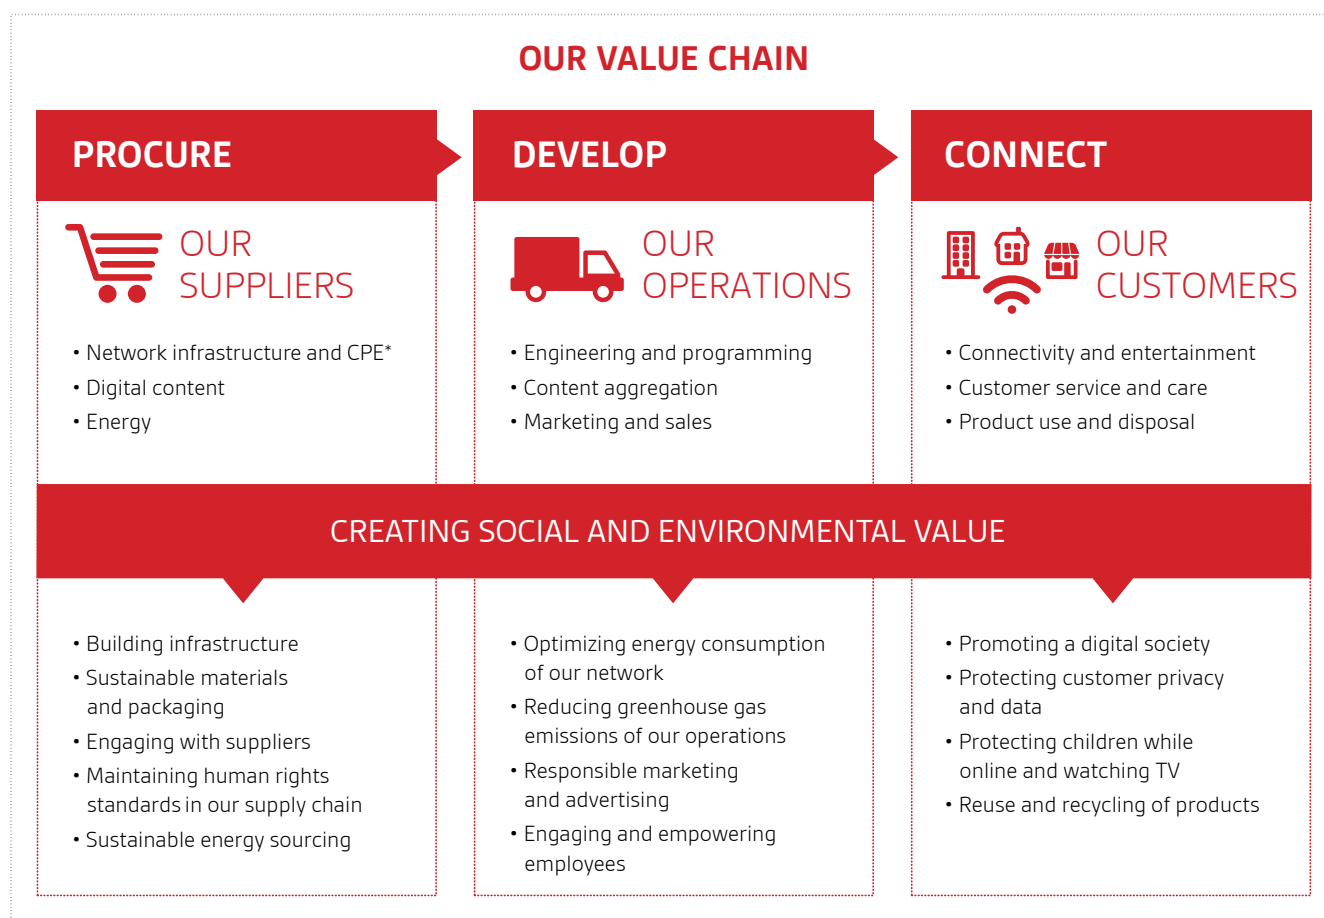 OUR VALUE CHAIN
PROCURE
OUR
SUPPLIERS
• Network infrastructure and CPE*
• Digital content
• Energy
DEVELOP
OUR
OPERATIONS
• Engineering and programming
• Content aggregation
• Marketing and sales
CONNECT
OUR
CUSTOMERS
• Connectivity and entertainment
• Customer service and care
• Product use and disposal
CREATING SOCIAL AND ENVIRONMENTAL VALUE
• Building infrastructure
• Sustainable materials
and packaging
• Engaging with suppliers
• Maintaining human rights
standards in our supply chain
• Sustainable energy sourcing
• Optimizing energy consumption
of our network
• Reducing greenhouse gas
emissions of our operations
• Responsible marketing
and advertising
• Engaging and empowering
employees
• Promoting a digital society
• Protecting customer privacy
and data
• Protecting children while
online and watching TV
• Reuse and recycling of products